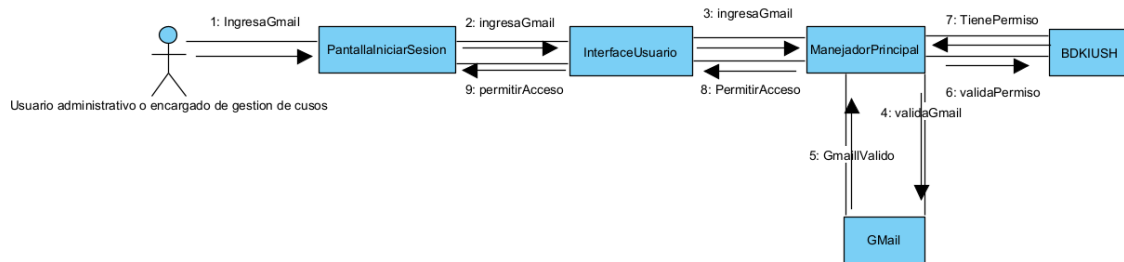 1: IngresaGmail
2: ingresaGmail
3: ingresaGmail
7: TienePermiso
PantallaIniciarSesion
InterfaceUsuario
ManejadorPrincipal
BDKIUSH
9: permitirAcceso
8: PermitirAcceso
6: validaPermiso
Usuario administrativo o encargado de gestion de cusos
4: validaGmail
5: GmailValido
GMail